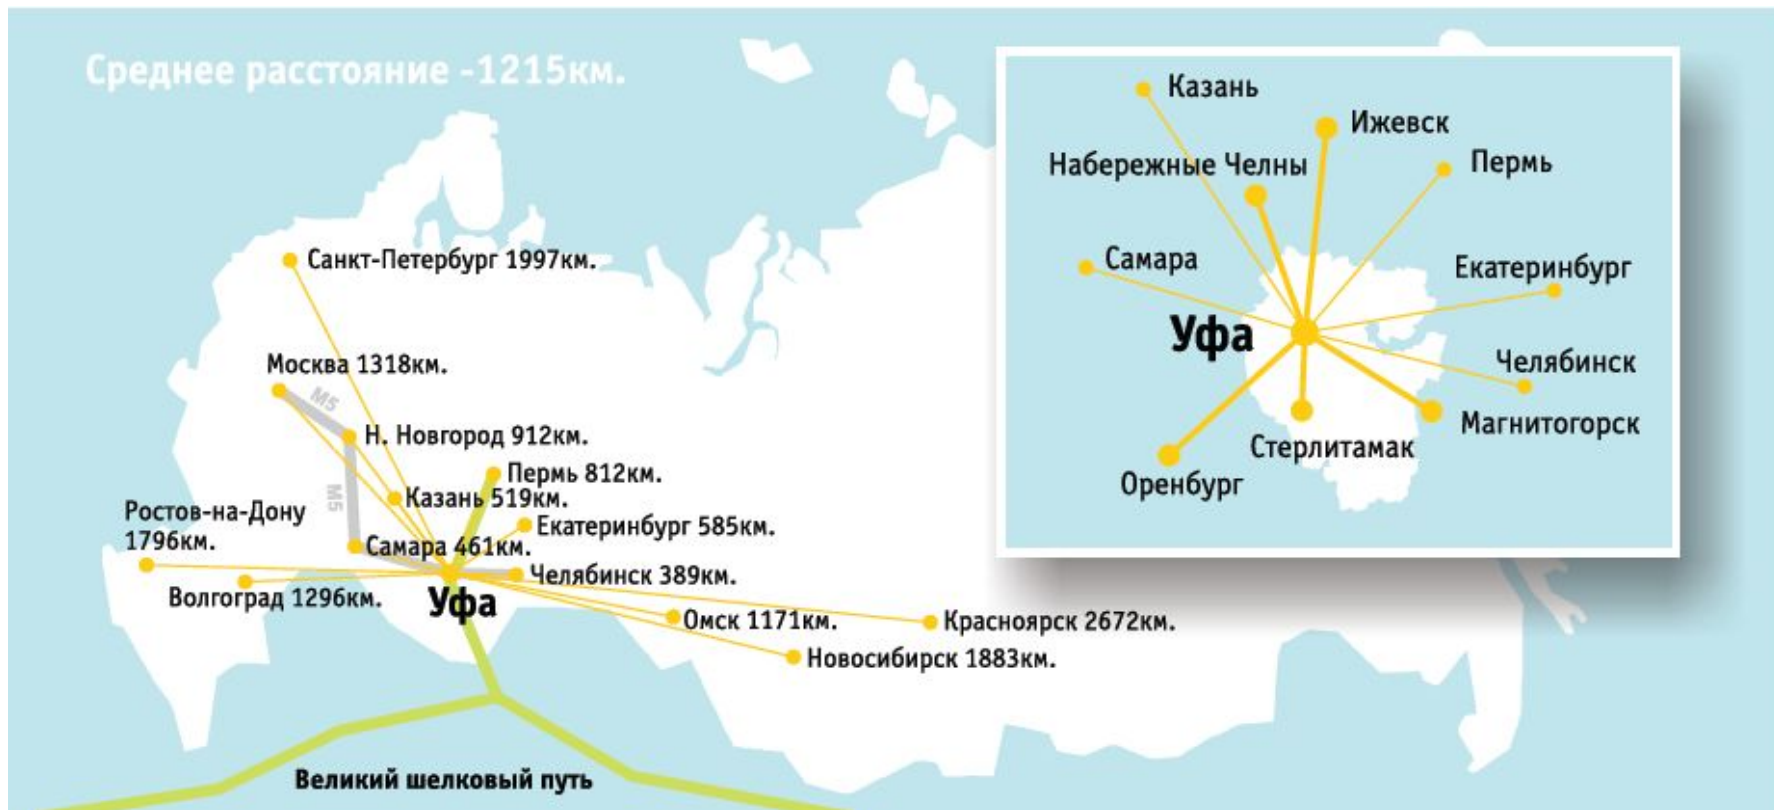 Среднее расстояние -1215км.
Санкт-Петербург 1997км.
Москва 1318км.
М5
Н. Новгород 912км.
Пермь 812км.
М5
Казань 519км.
Ростов-на-Дону
1796км.
Екатеринбург 585км.
Самара 461км.
Челябинск 389км.
Волгоград 1296км.
Уфа
Омск 1171км.
Красноярск 2672км.
Новосибирск 1883км.
Великий шелковый путь
Казань
Ижевск
Набережные Челны
Пермь
Самара
Екатеринбург
Уфа
Челябинск
Магнитогорск
Стерлитамак
Оренбург